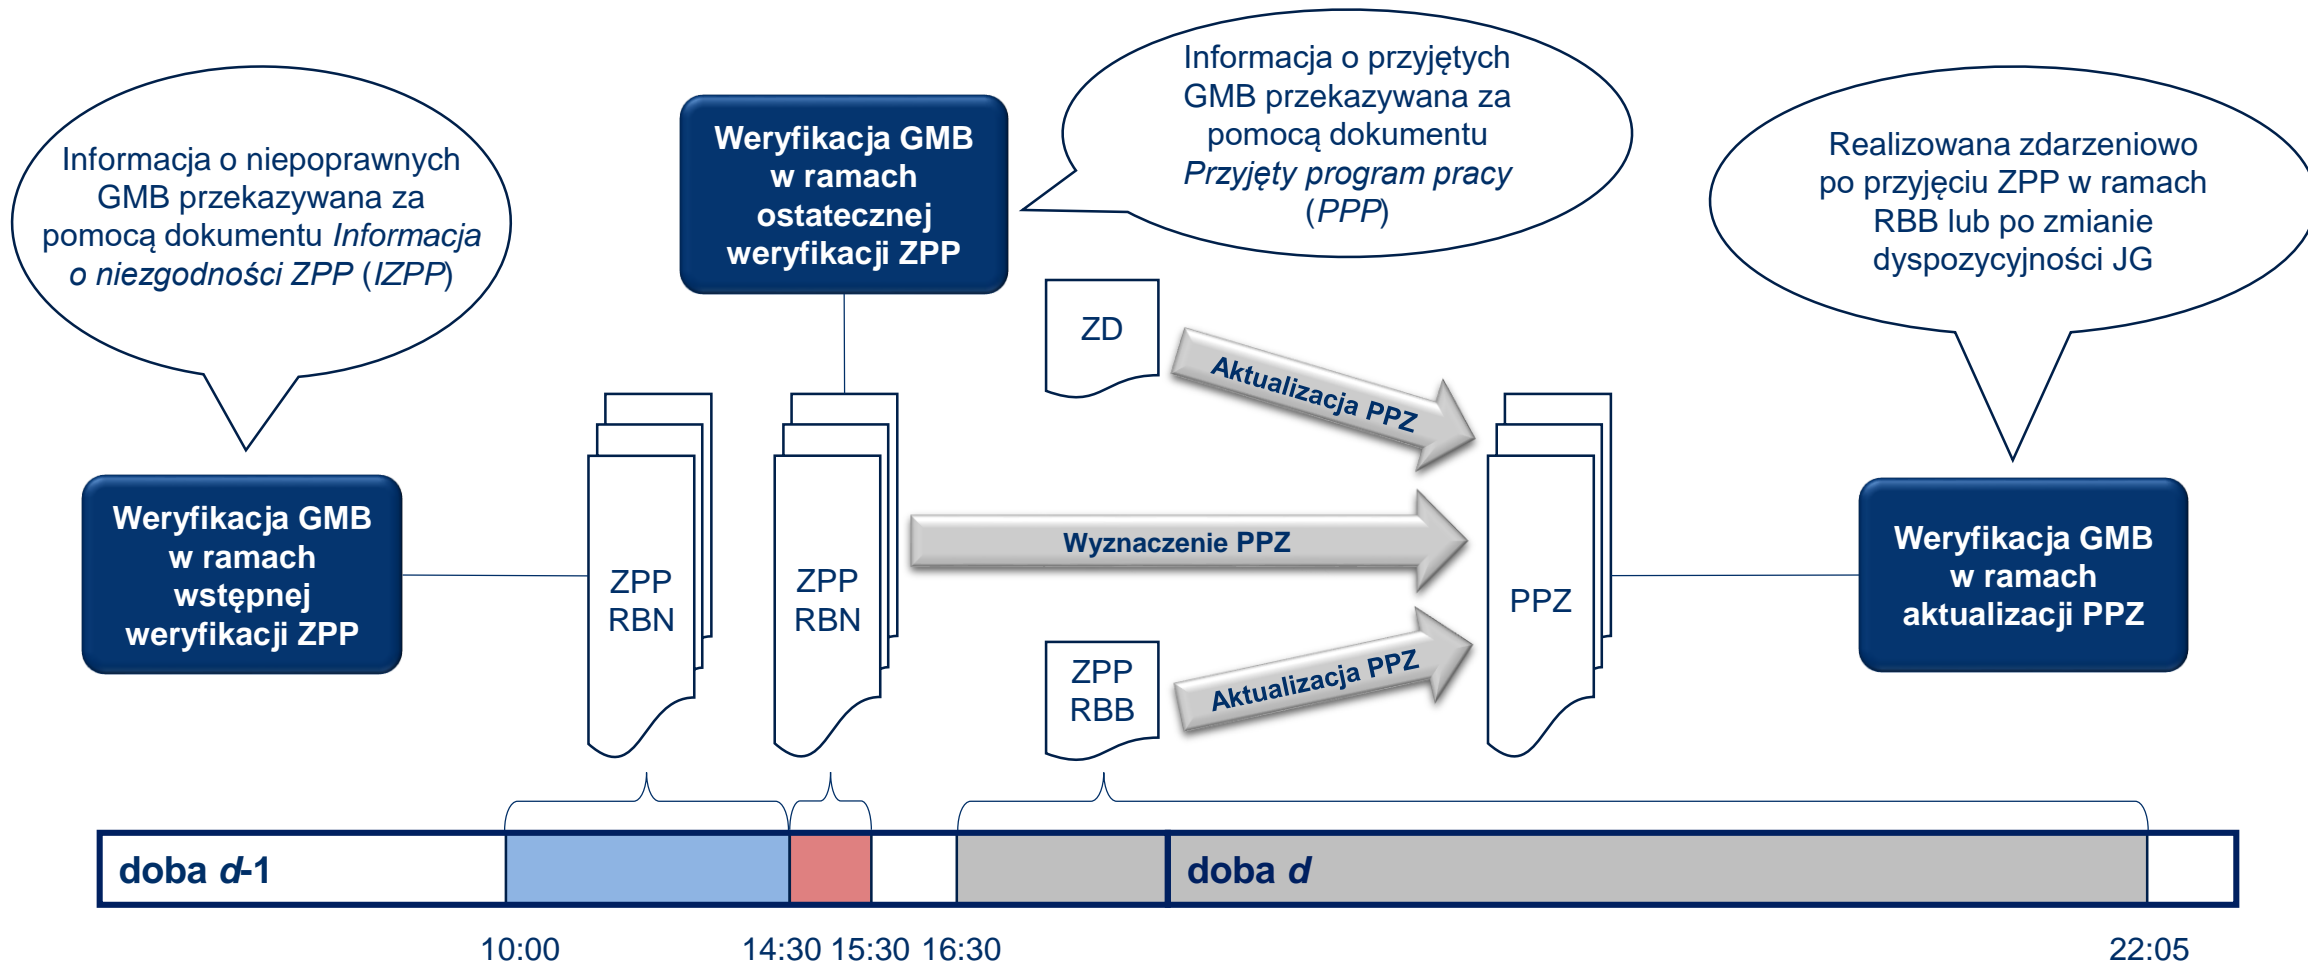 Informacja o niepoprawnych
GMB przekazywana za
pomocą dokumentu Informacja
o niezgodności ZPP (IZPP)
Weryfikacja GMB
w ramach
ostatecznej
weryfikacji ZPP
Informacja o przyjętych
GMB przekazywana za
pomocą dokumentu
Przyjęty program pracy
(PPP)
Realizowana zdarzeniowo
po przyjęciu ZPP w ramach
RBB lub po zmianie
dyspozycyjności JG
ZD
Aktualizacja PPZ
Weryfikacja GMB
w ramach
wstępnej
weryfikacji ZPP
ZPP
RBN
ZPP
RBN
Wyznaczenie PPZ
PPZ
Weryfikacja GMB
w ramach
aktualizacji PPZ
ZPP
RBB
Aktualizacja PPZ
doba d-1
doba d
10:00
14:30
15:30
16:30
22:05